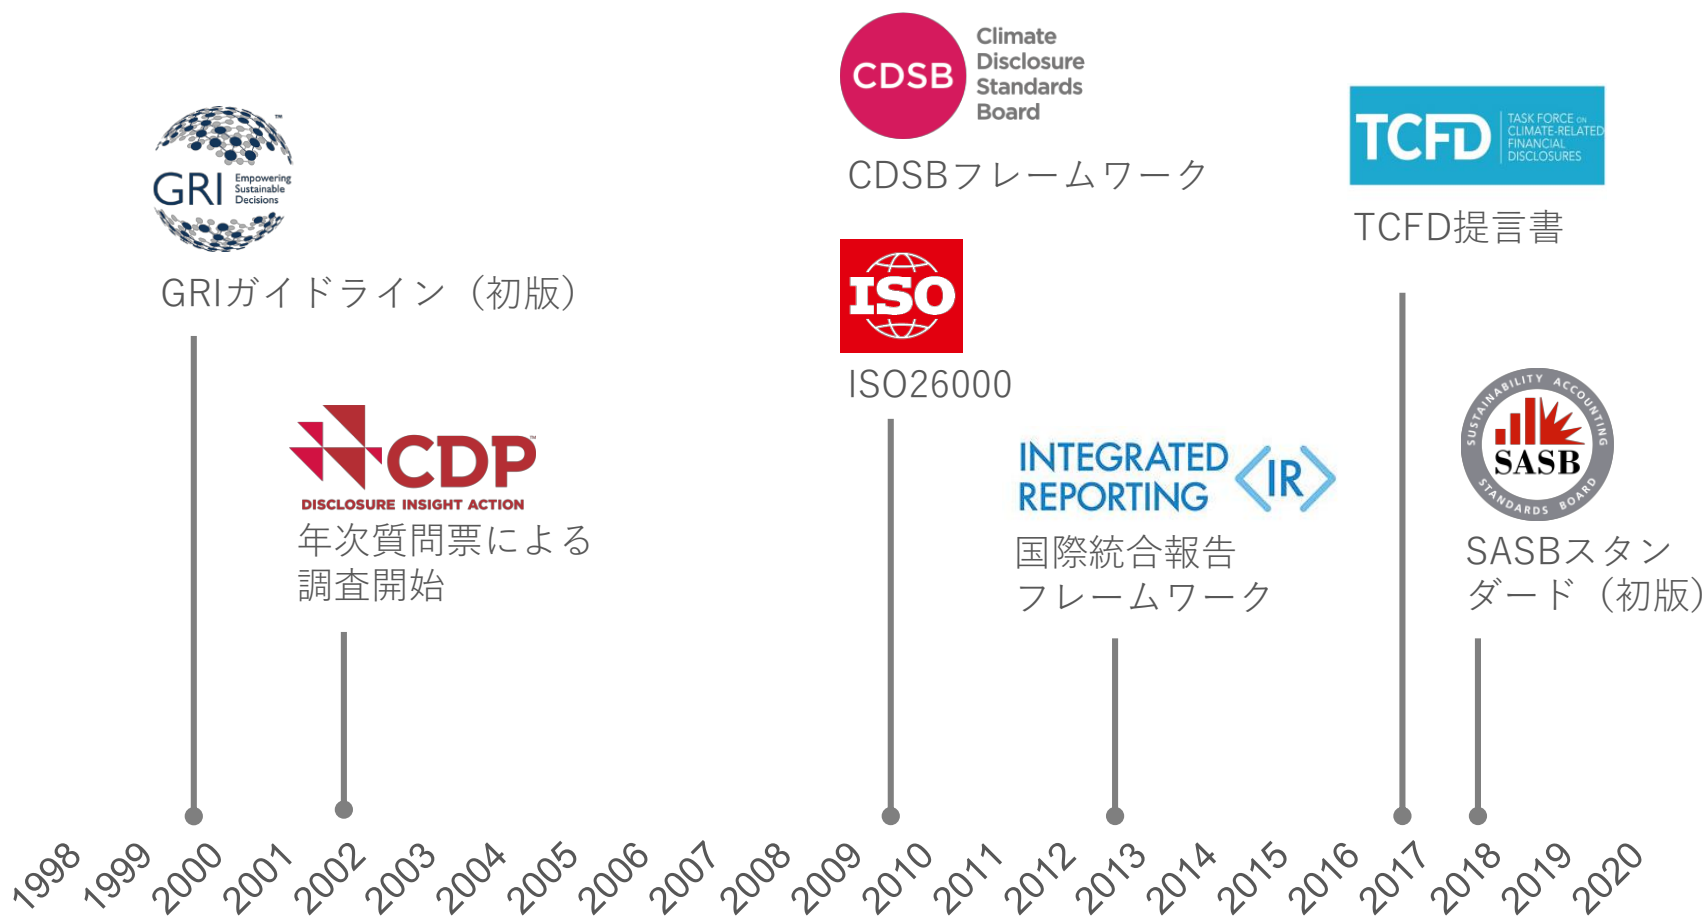 CDSB
Climate
Disclosure
Standards
Board
CDSBフレームワーク
TCFD
TASK FORCE ON
CLIMATE-RELATED
FINANCIAL
DISCLOSURES
TCFD提言書
GRI
Empowering
Sustainable
Decisions
™
GRIガイドライン（初版）
ISO
ISO26000
CDP™
DISCLOSURE INSIGHT ACTION
年次質問票による
調査開始
INTEGRATED
REPORTING
<IR>
国際統合報告
フレームワーク
SUSTAINABILITY ACCOUNTING
SASB
STANDARDS BOARD
SASBスタン
ダード（初版）
1998
1999
2000
2001
2002
2003
2004
2005
2006
2007
2008
2009
2010
2011
2012
2013
2014
2015
2016
2017
2018
2019
2020